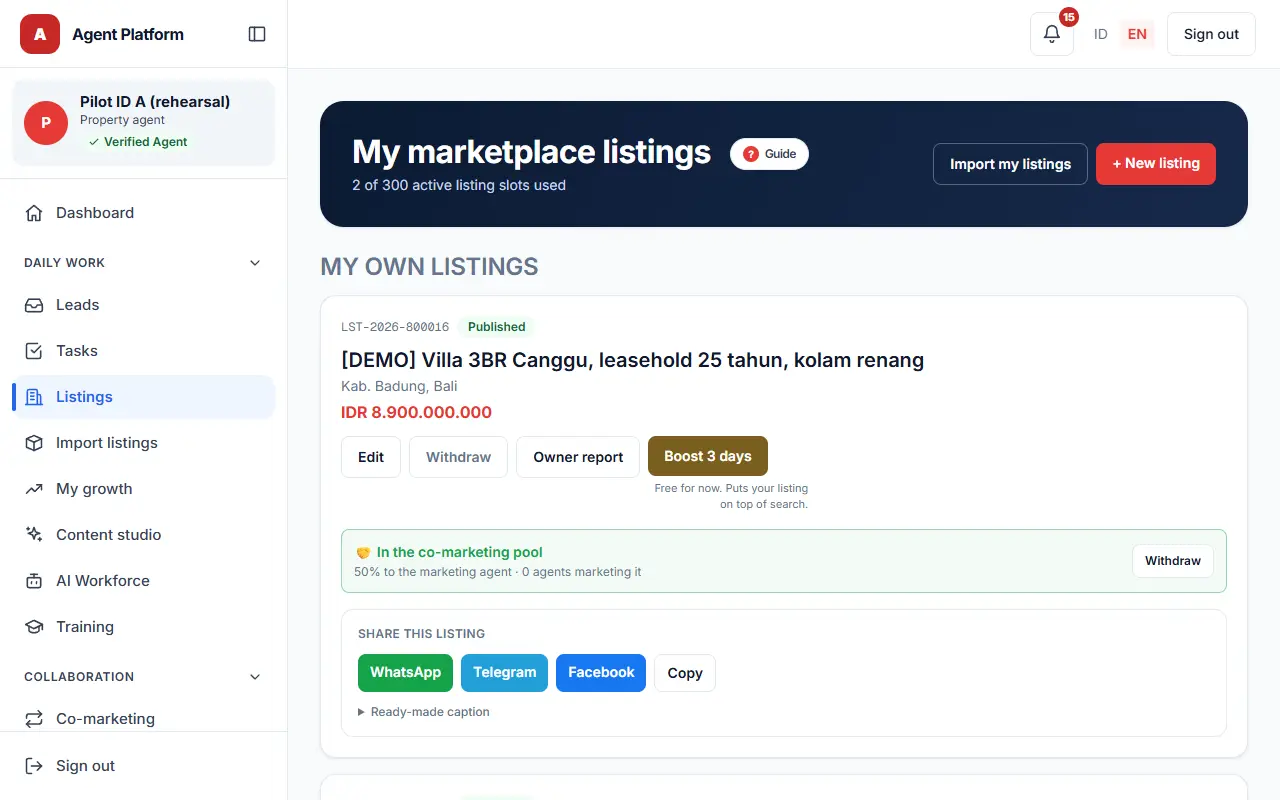 A
Agent Platform
15
ID
EN
Sign out
P
Pilot ID A (rehearsal)
Property agent
✓ Verified Agent
Dashboard
DAILY WORK
Leads
Tasks
Listings
Import listings
My growth
Content studio
AI Workforce
Training
COLLABORATION
Co-marketing
Sign out
My marketplace listings
? Guide
2 of 300 active listing slots used
Import my listings
+ New listing
MY OWN LISTINGS
LST-2026-800016 Published
[DEMO] Villa 3BR Canggu, leasehold 25 tahun, kolam renang
Kab. Badung, Bali
IDR 8.900.000.000
Edit
Withdraw
Owner report
Boost 3 days
Free for now. Puts your listing
on top of search.
In the co-marketing pool
50% to the marketing agent · 0 agents marketing it
Withdraw
SHARE THIS LISTING
WhatsApp
Telegram
Facebook
Copy
Ready-made caption